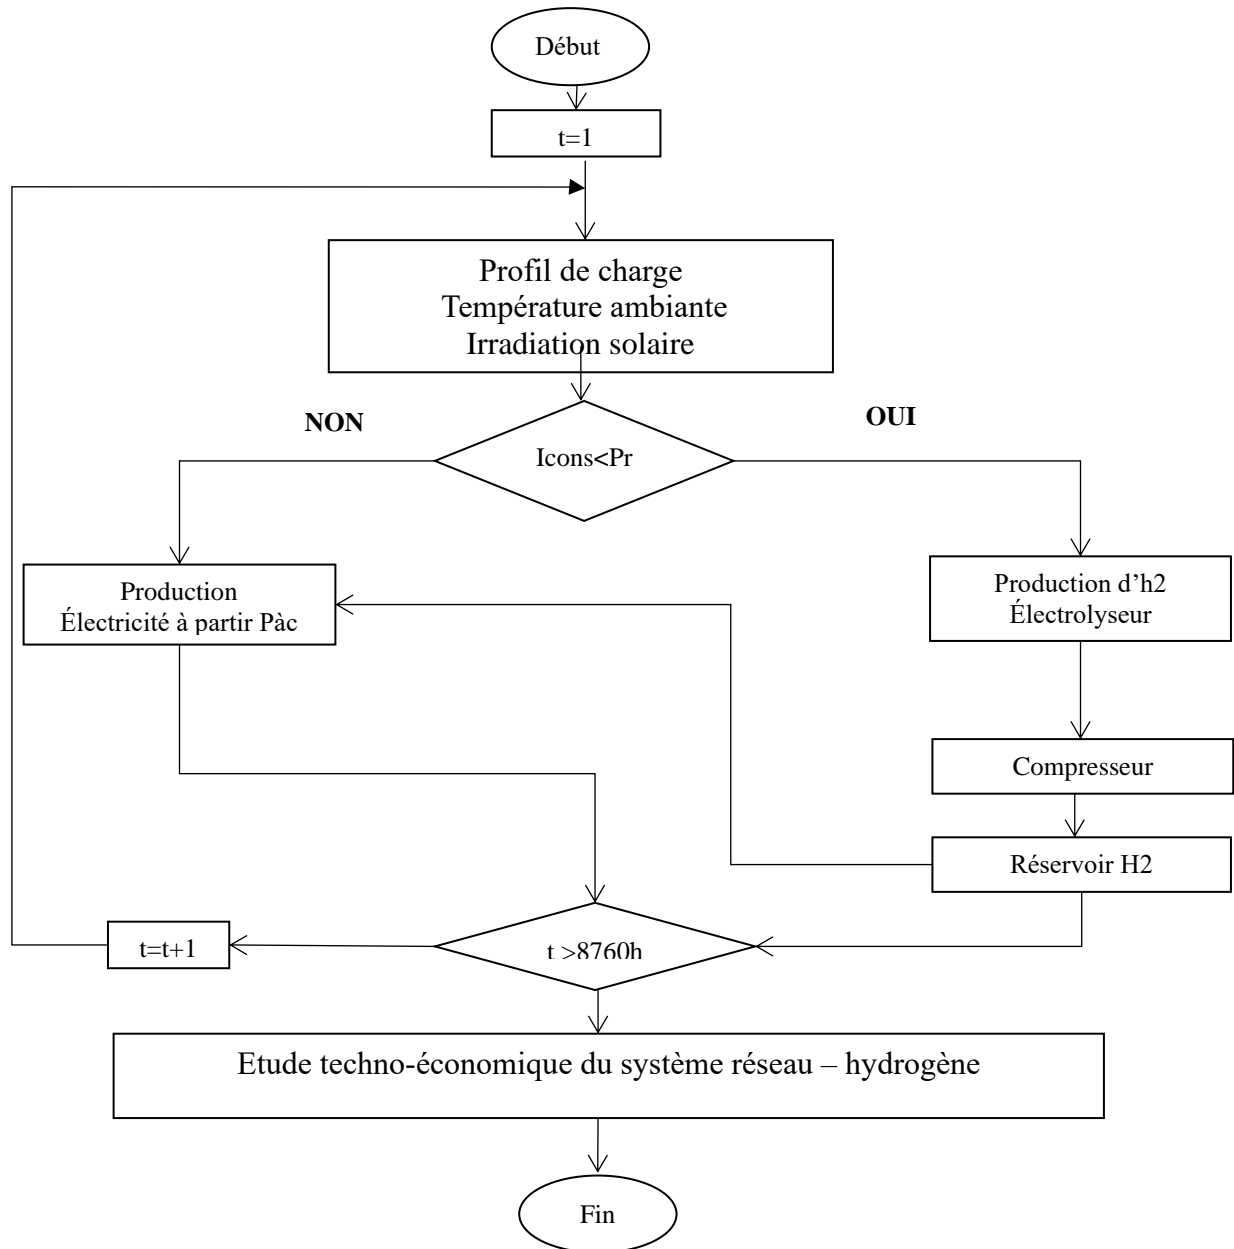 Début
t=1
Profil de charge
Température ambiante
Irradiation solaire
NON
OUI
Icons<Pr
Production
Électricité à partir Pàc
Production d’h2
Électrolyseur
Compresseur
Réservoir H2
t=t+1
t >8760h
Etude techno-économique du système réseau – hydrogène
Fin